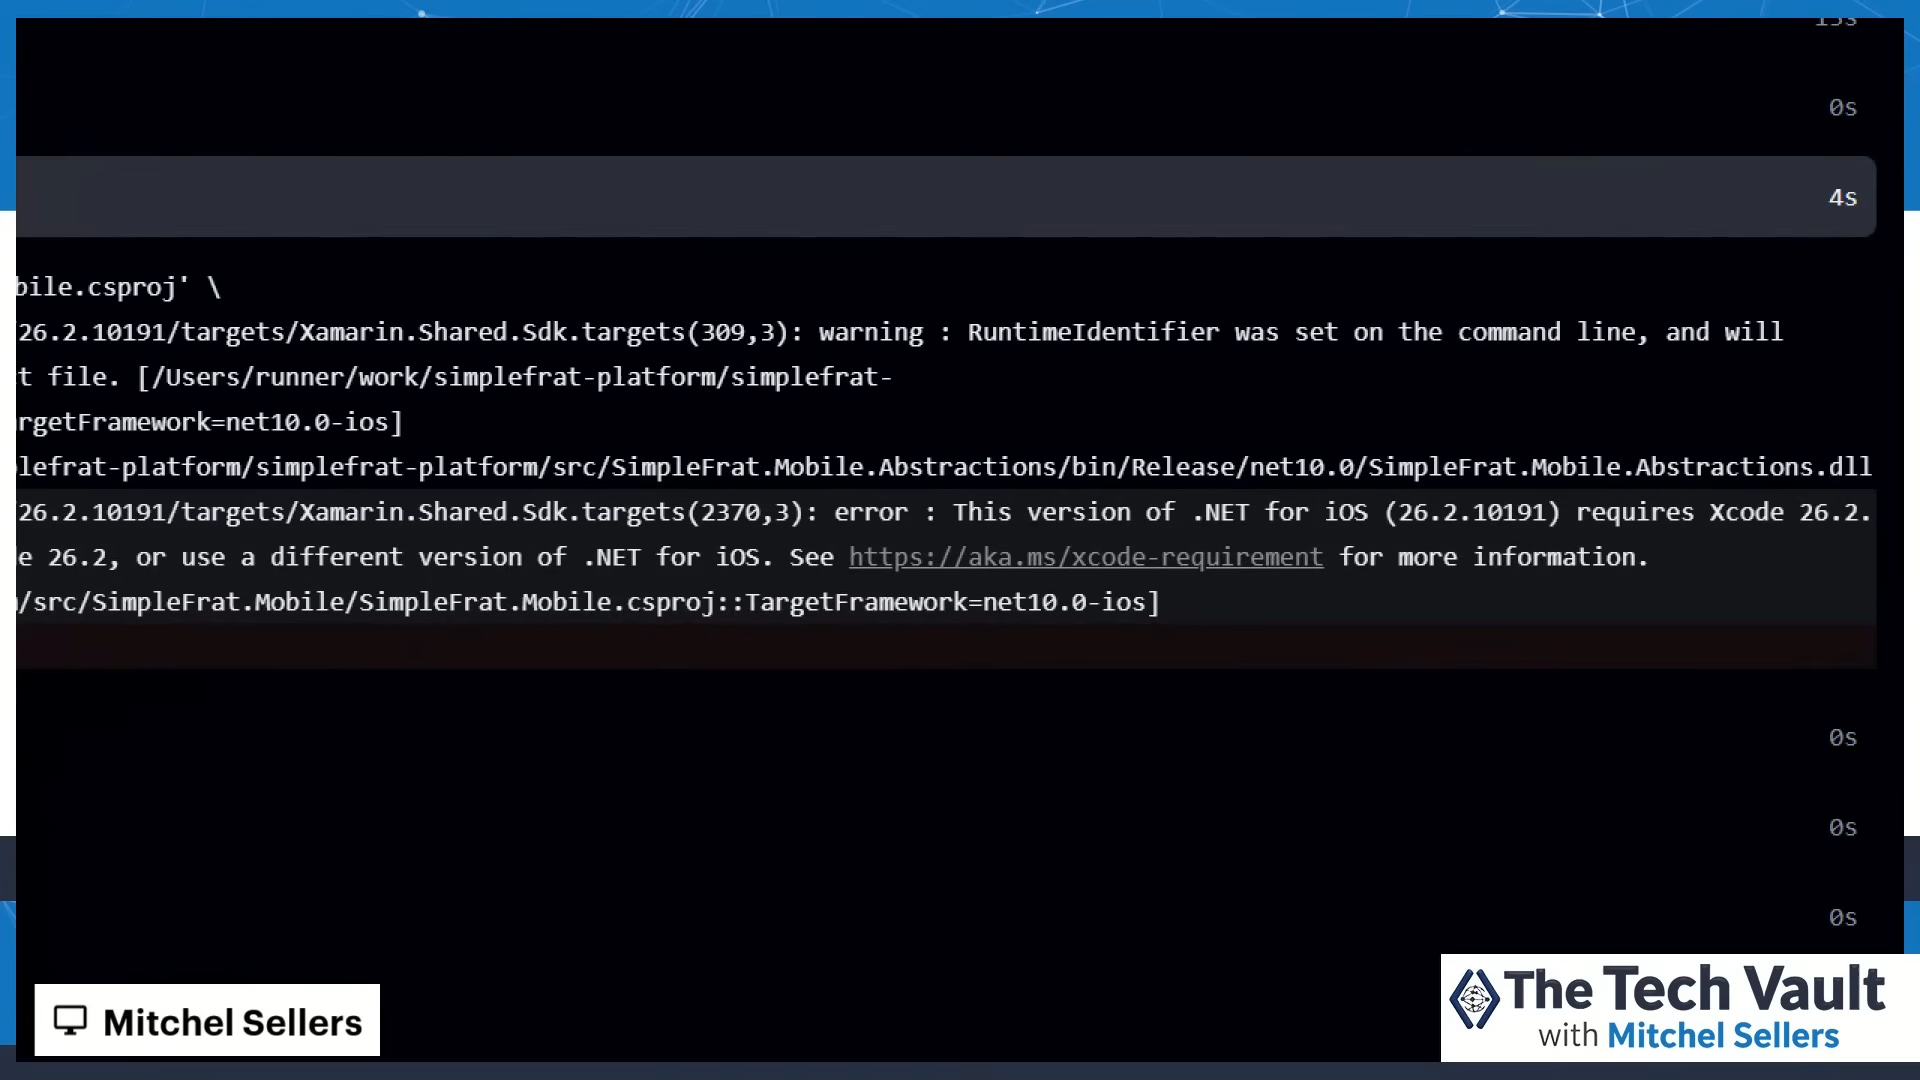 0s
4s
bile.csproj' \
26.2.10191/targets/Xamarin.Shared.Sdk.targets(309,3): warning : RuntimeIdentifier was set on the command line, and will
t file. [/Users/runner/work/simplefrat-platform/simplefrat-
rgetFramework=net10.0-ios]
lefrat-platform/simplefrat-platform/src/SimpleFrat.Mobile.Abstractions/bin/Release/net10.0/SimpleFrat.Mobile.Abstractions.dll
26.2.10191/targets/Xamarin.Shared.Sdk.targets(2370,3): error : This version of .NET for iOS (26.2.10191) requires Xcode 26.2.
e 26.2, or use a different version of .NET for iOS. See https://aka.ms/xcode-requirement for more information.
/src/SimpleFrat.Mobile/SimpleFrat.Mobile.csproj::TargetFramework=net10.0-ios]
0s
0s
0s
Mitchel Sellers
The Tech Vault
with Mitchel Sellers